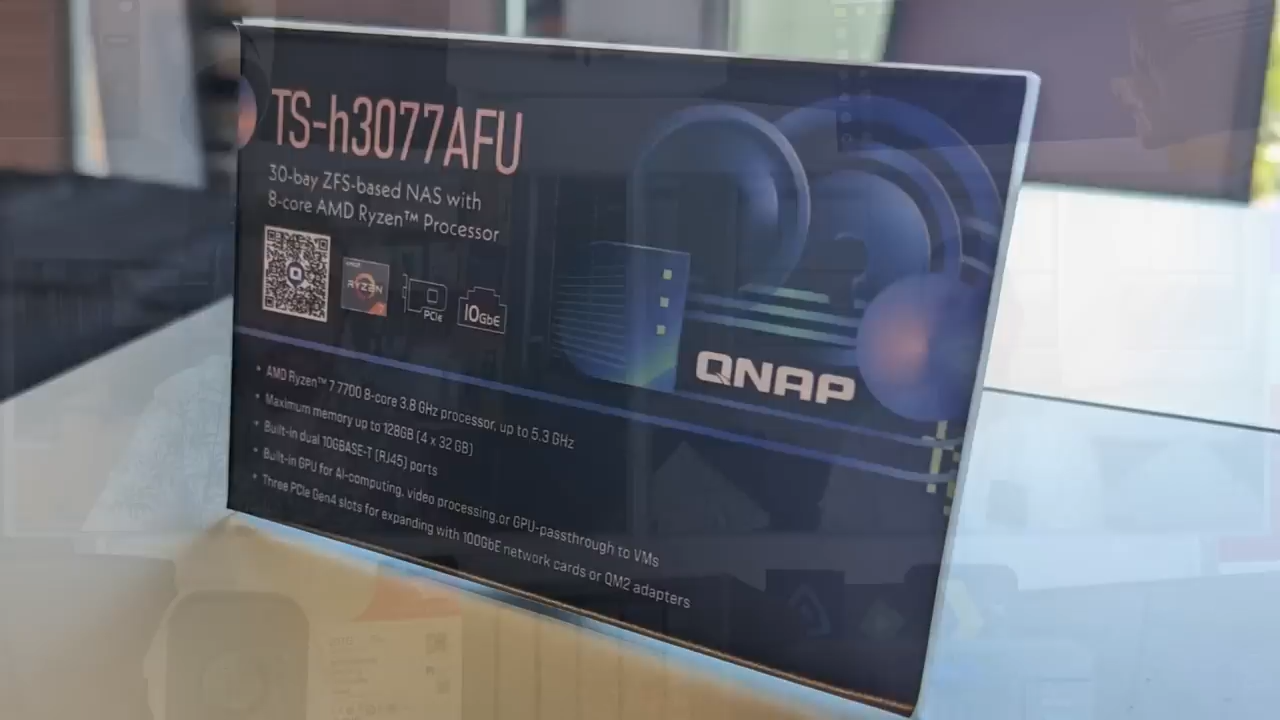 TS-h3077AFU
30-bay ZFS-based NAS with
8-core AMD Ryzen™ Processor
AMD
RYZEN
7
PCIe
10GbE
QNAP
• AMD Ryzen™ 7 7700 8-core 3.8 GHz processor, up to 5.3 GHz
• Maximum memory up to 128GB (4 x 32 GB)
• Built-in dual 10GBASE-T (RJ45) ports
• Built-in GPU for AI-computing, video processing,or GPU-passthrough to VMs
• Three PCIe Gen4 slots for expanding with 100GbE network cards or QM2 adapters